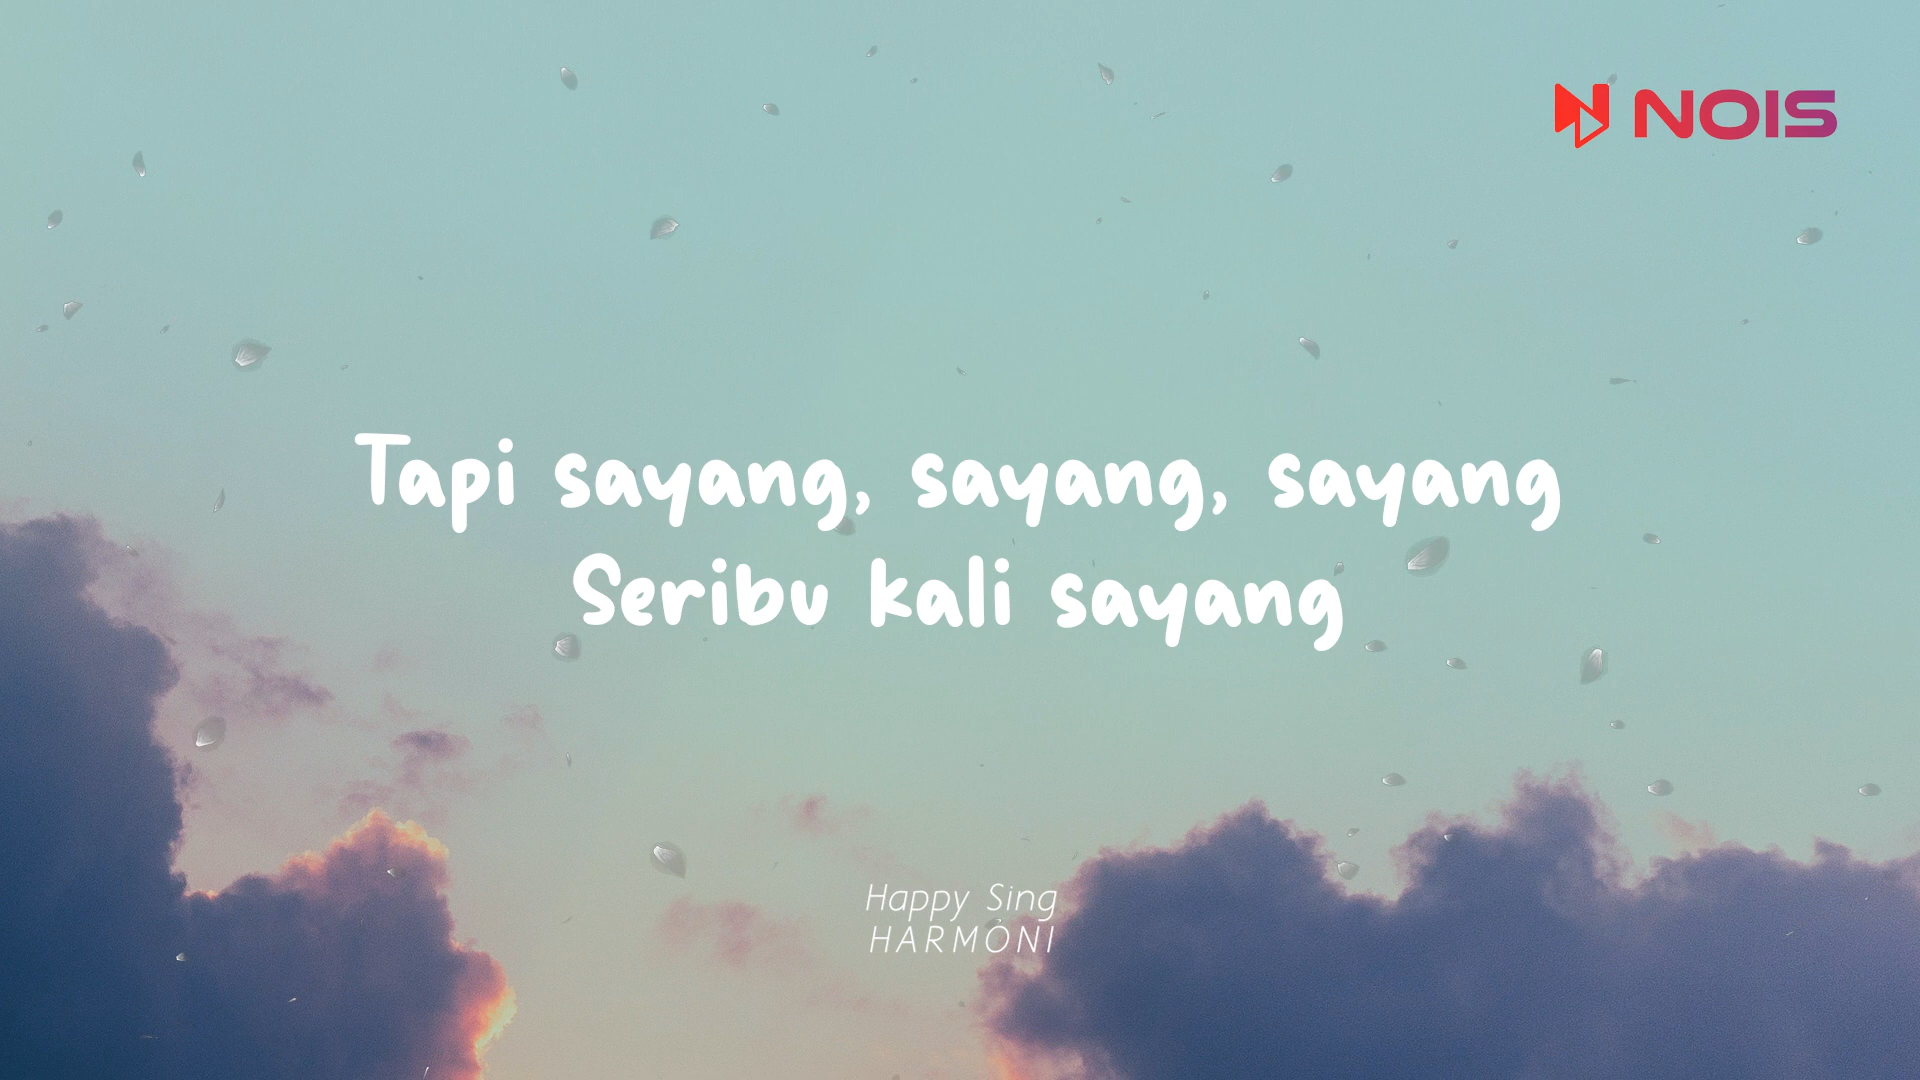 NOIS
Tapi sayang, sayang, sayang
Seribu kali sayang
Happy Sing
HARMONI